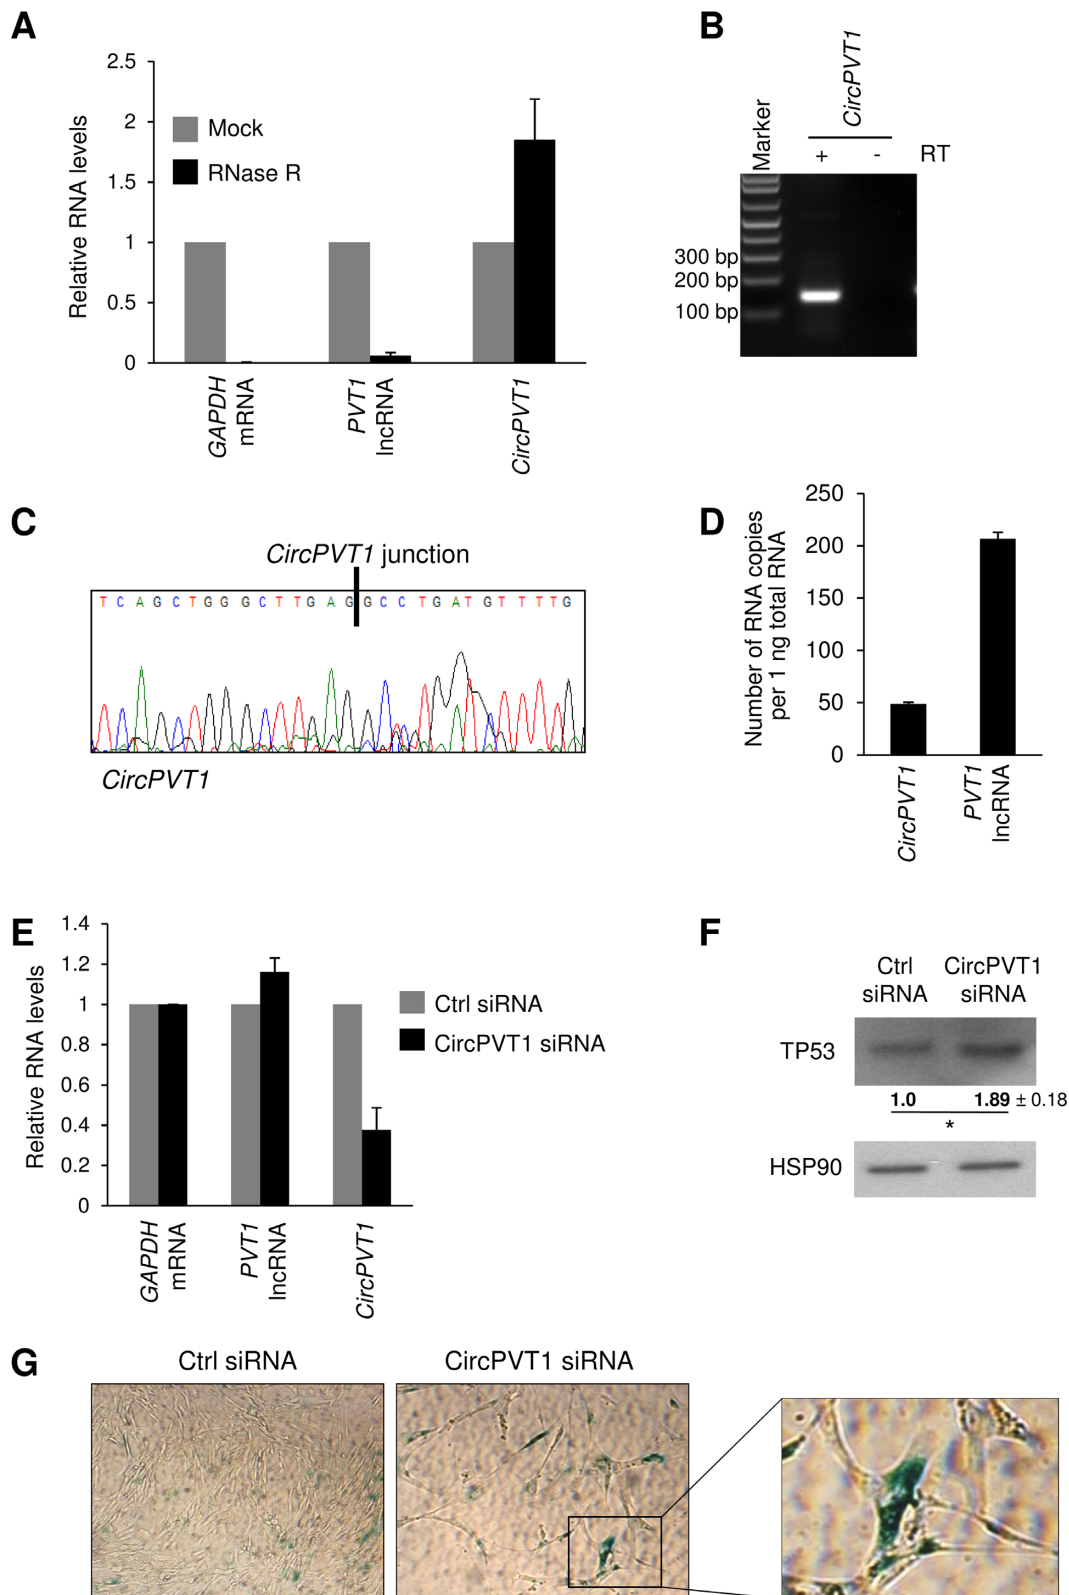 A
2.5
2
1.5
1
0.5
0
Relative RNA levels
Mock
RNase R
GAPDH
mRNA
PVT1
lncRNA
CircPVT1
B
CircPVT1
Marker
+ - RT
300 bp
200 bp
100 bp
C
CircPVT1 junction
T C A G C T G G G C T T G A G G C C T G A T G T T T T G
CircPVT1
D
250
200
150
100
50
0
Number of RNA copies
per 1 ng total RNA
CircPVT1
PVT1
lncRNA
E
1.4
1.2
1
0.8
0.6
0.4
0.2
0
Relative RNA levels
Ctrl siRNA
CircPVT1 siRNA
GAPDH
mRNA
PVT1
lncRNA
CircPVT1
F
Ctrl CircPVT1
siRNA siRNA
TP53
1.0 1.89 ± 0.18
*
HSP90
G
Ctrl siRNA CircPVT1 siRNA